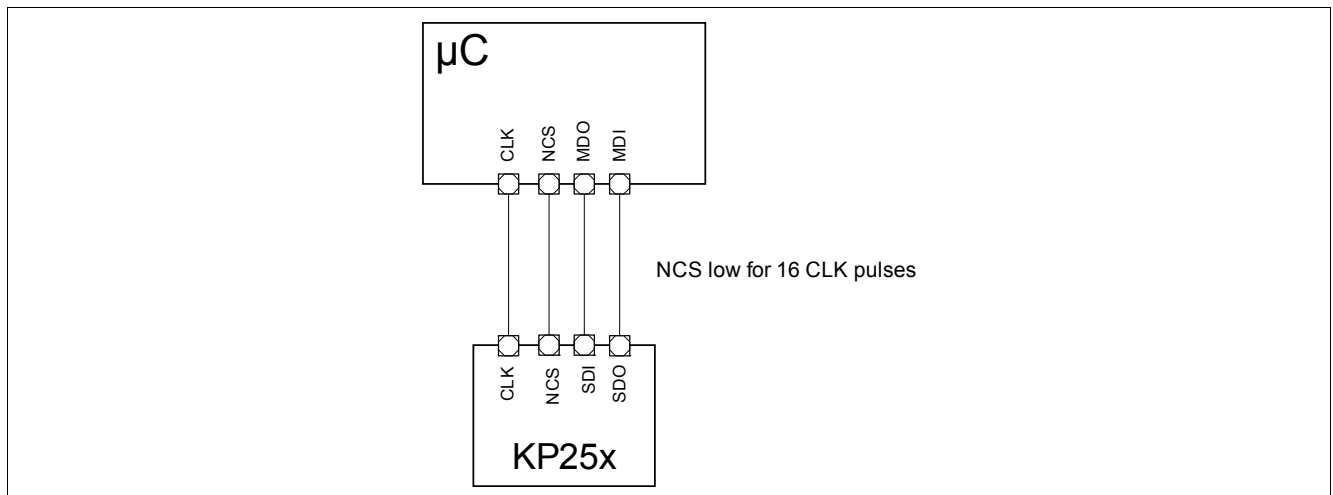 µC
CLK
NCS
MDO
MDI
NCS low for 16 CLK pulses
CLK
NCS
SDI
SDO
KP25x